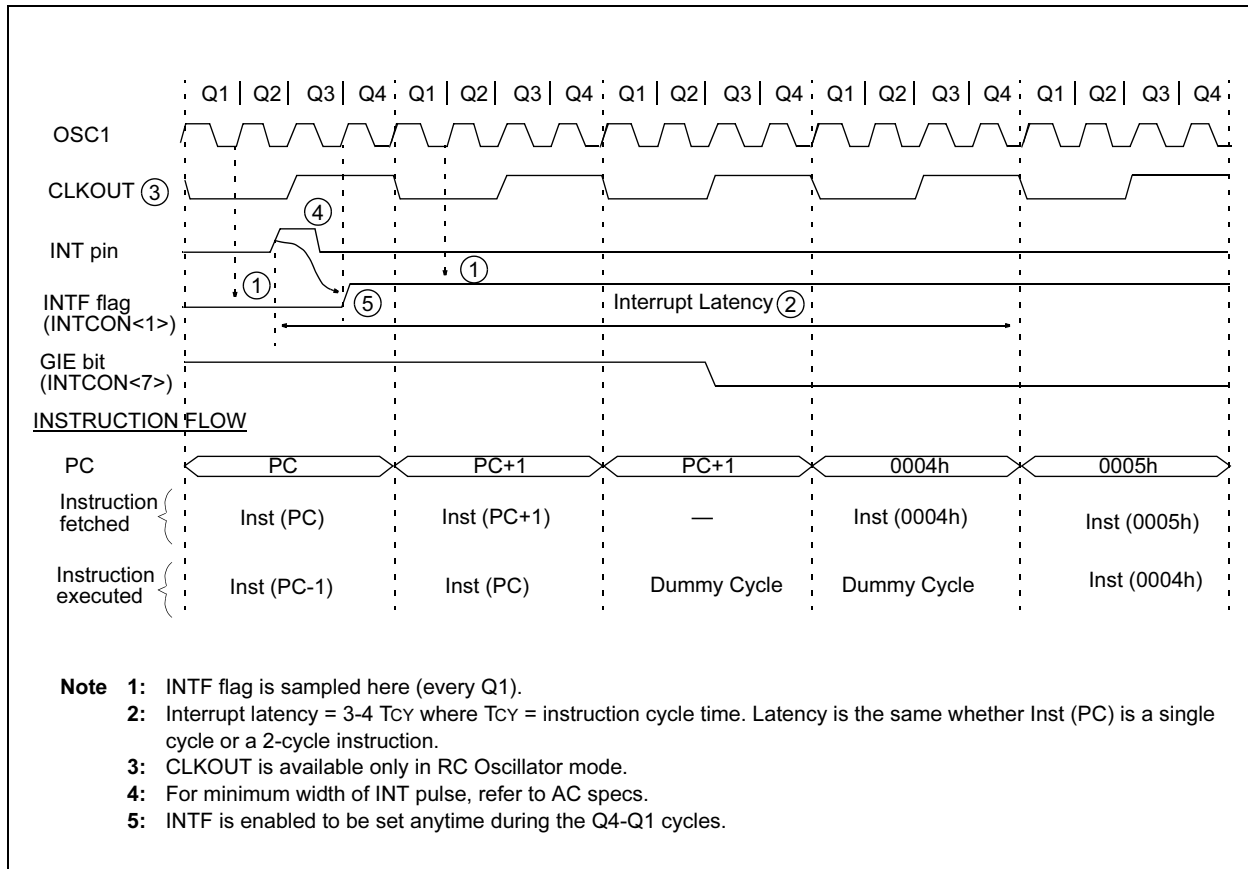 Q1 | Q2 | Q3 | Q4 Q1 | Q2 | Q3 | Q4 Q1 | Q2 | Q3 | Q4 Q1 | Q2 | Q3 | Q4 Q1 | Q2 | Q3 | Q4
OSC1
CLKOUT ③
④
INT pin
① ①
INTF flag
(INTCON<1>)
⑤ Interrupt Latency ②
GIE bit
(INTCON<7>)
INSTRUCTION FLOW
PC PC PC+1 PC+1 0004h 0005h
Instruction
fetched
Inst (PC) Inst (PC+1) — Inst (0004h) Inst (0005h)
Instruction
executed
Inst (PC-1) Inst (PC) Dummy Cycle Dummy Cycle Inst (0004h)
Note 1: INTF flag is sampled here (every Q1).
2: Interrupt latency = 3-4 TCY where TCY = instruction cycle time. Latency is the same whether Inst (PC) is a single
cycle or a 2-cycle instruction.
3: CLKOUT is available only in RC Oscillator mode.
4: For minimum width of INT pulse, refer to AC specs.
5: INTF is enabled to be set anytime during the Q4-Q1 cycles.